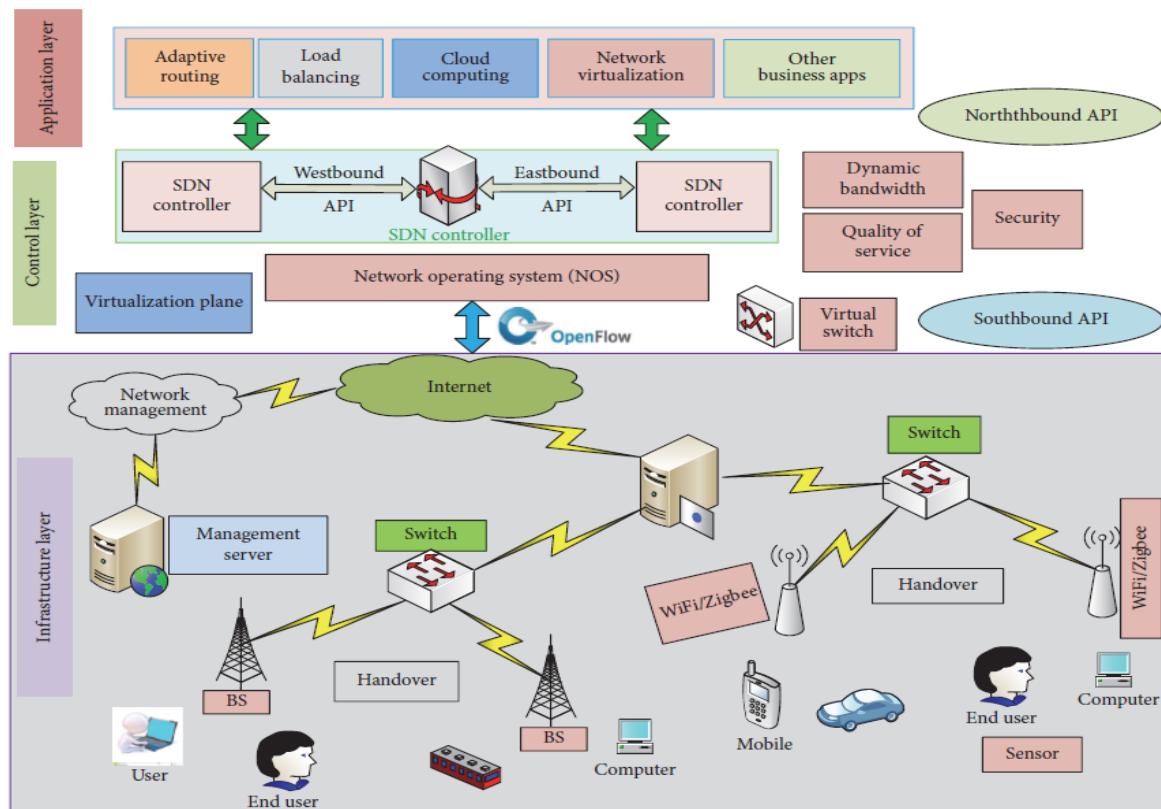 Application layer
Adaptive
routing
Load
balancing
Cloud
computing
Network
virtualization
Other
business apps
Norththbound API
Control layer
SDN
controller
Westbound
API
SDN controller
Eastbound
API
SDN
controller
Dynamic
bandwidth
Quality of
service
Security
Network operating system (NOS)
Virtualization plane
OpenFlow
Virtual
switch
Southbound API
Infrastructure layer
Network
management
Internet
Switch
Management
server
Switch
WiFi/Zigbee
Handover
WiFi/Zigbee
BS
Handover
BS
User
End user
Computer
Mobile
End user
Computer
Sensor